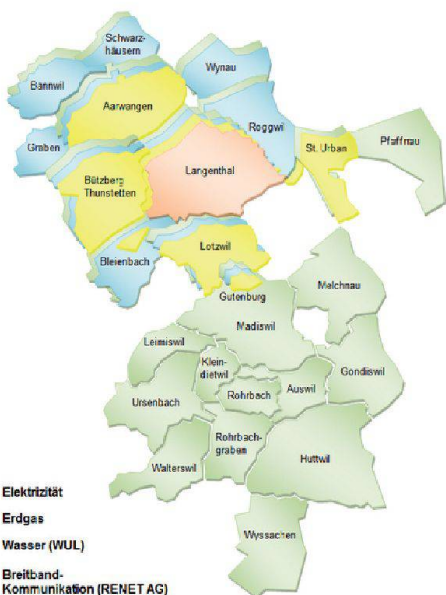 Schwarz-
häusern
Wynau
Bannwil
Aarwangen
Roggwi
Pfaffnau
Graben
St. Urban
Langenthal
Bützberg
Thunstetten
Lotzwil
Bleienbach
Melchnau
Gutenburg
Madiswil
Leimiswil
Klein-
dietwil
Gondiswil
Auswil
Rohrbach
Ursenbach
Rohrbach-
graben
Huttwil
Walterswil
Wyssachen
Elektrizität
Erdgas
Wasser (WUL)
Breitband-
Kommunikation (RENET AG)